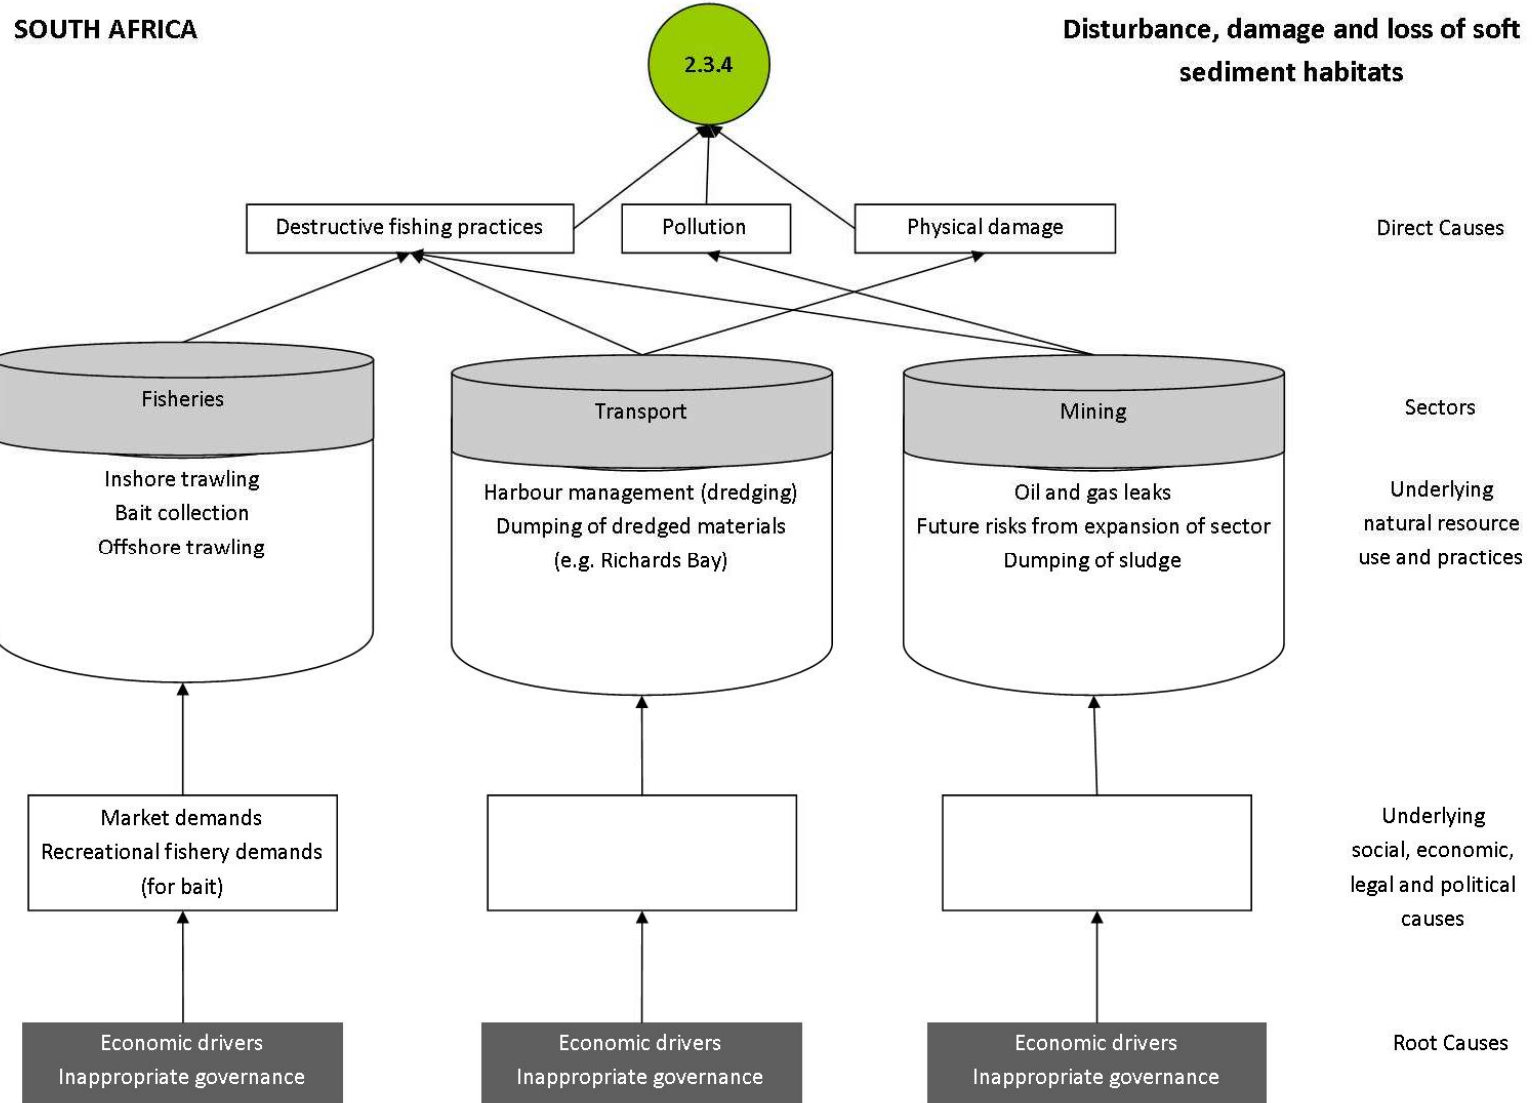 SOUTH AFRICA
2.3.4
Disturbance, damage and loss of soft
sediment habitats
Destructive fishing practices
Pollution
Physical damage
Direct Causes
Fisheries
Transport
Mining
Sectors
Inshore trawling
Bait collection
Offshore trawling
Harbour management (dredging)
Dumping of dredged materials
(e.g. Richards Bay)
Oil and gas leaks
Future risks from expansion of sector
Dumping of sludge
Underlying
natural resource
use and practices
Market demands
Recreational fishery demands
(for bait)
Underlying
social, economic,
legal and political
causes
Economic drivers
Inappropriate governance
Economic drivers
Inappropriate governance
Economic drivers
Inappropriate governance
Root Causes